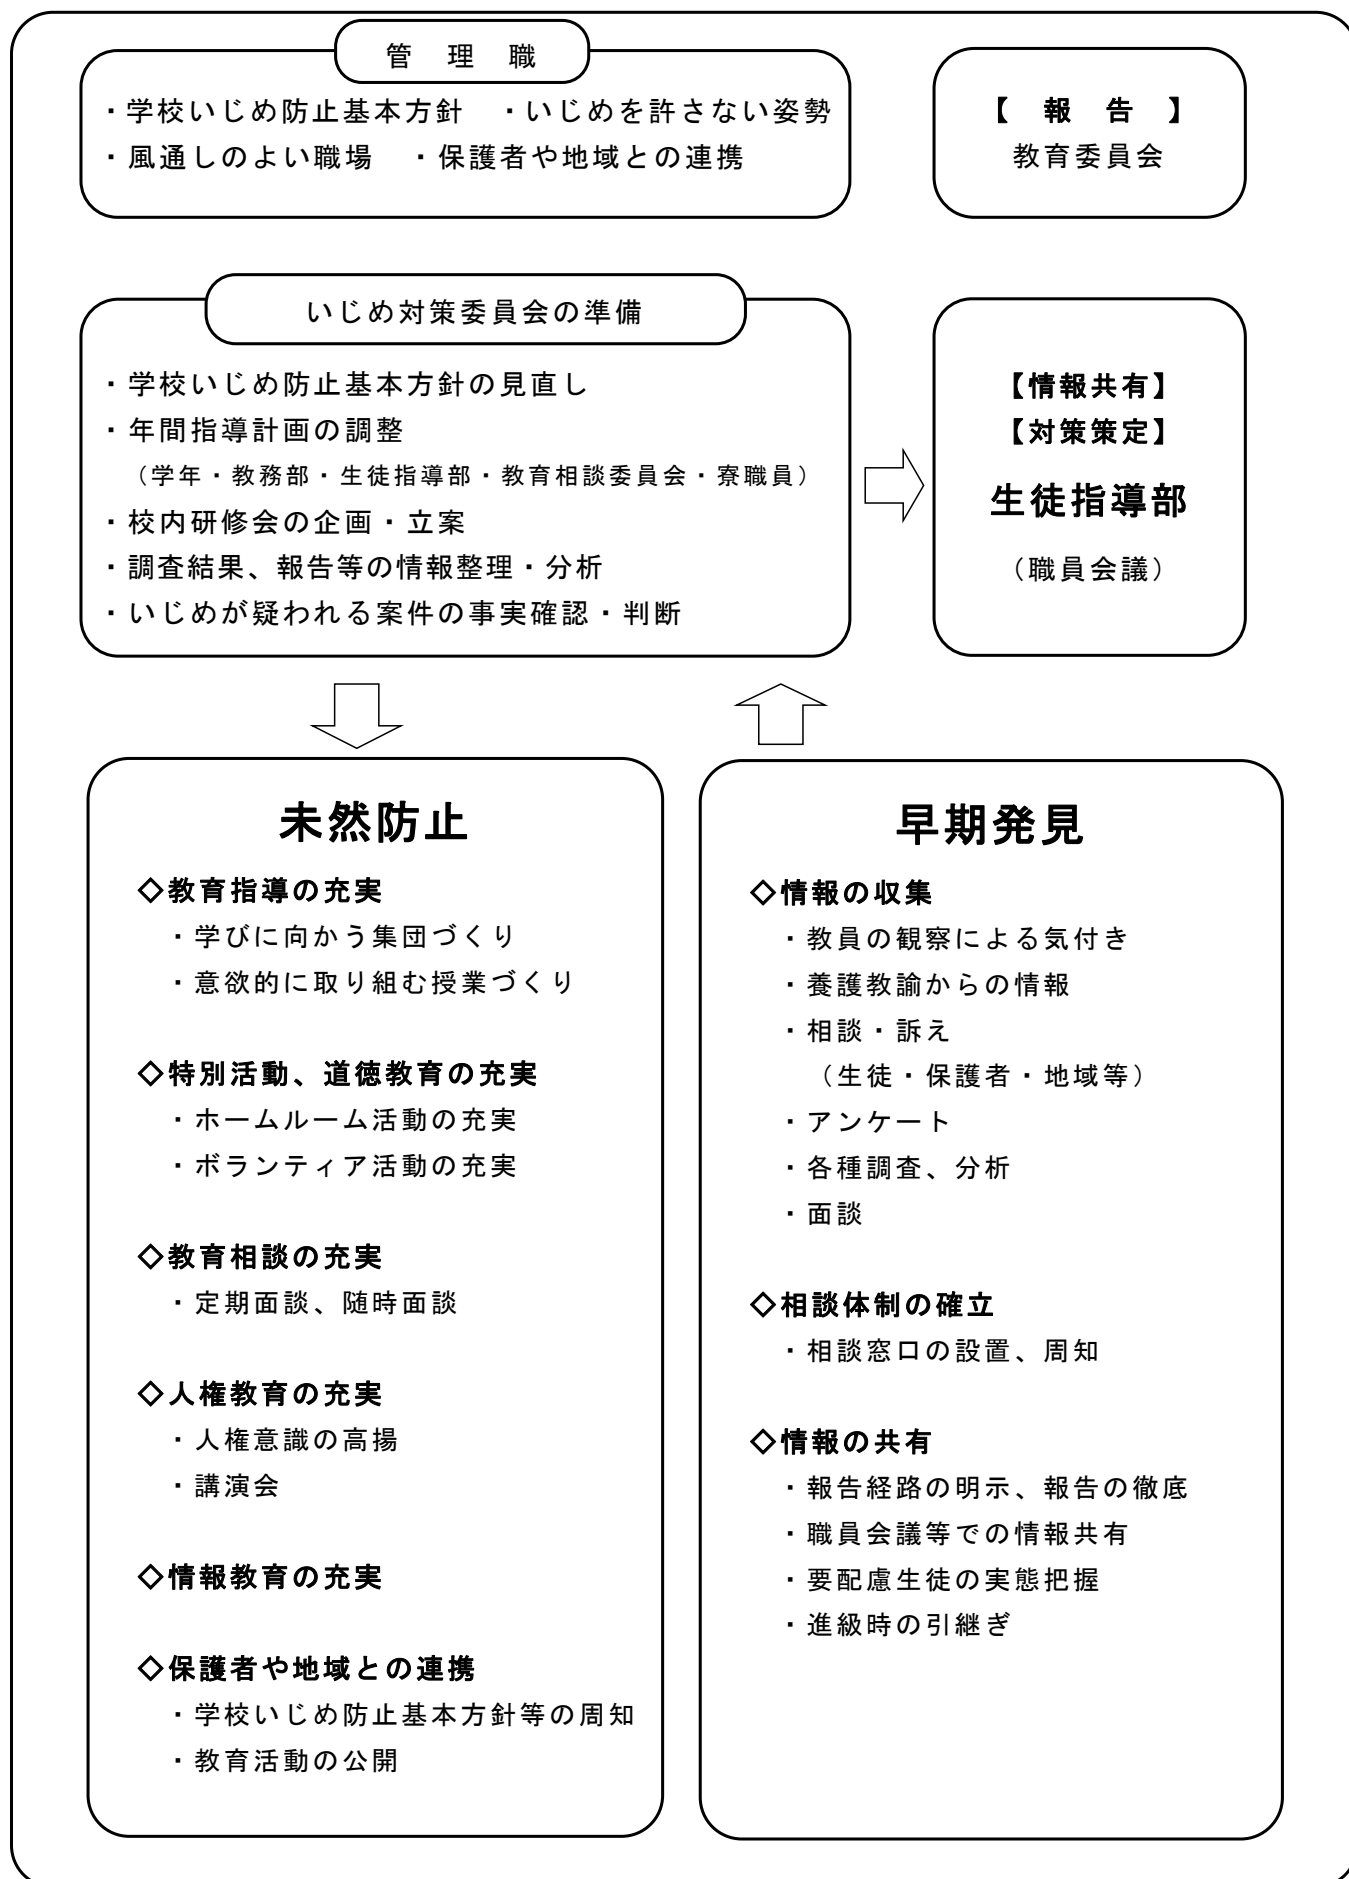 管　理　職
・学校いじめ防止基本方針　・いじめを許さない姿勢
・風通しのよい職場　・保護者や地域との連携
【　報　告　】
教育委員会
いじめ対策委員会の準備
・学校いじめ防止基本方針の見直し
・年間指導計画の調整
（学年・教務部・生徒指導部・教育相談委員会・寮職員）
・校内研修会の企画・立案
・調査結果、報告等の情報整理・分析
・いじめが疑われる案件の事実確認・判断
【情報共有】
【対策策定】
生徒指導部
（職員会議）
未然防止
◇教育指導の充実
・学びに向かう集団づくり
・意欲的に取り組む授業づくり
◇特別活動、道徳教育の充実
・ホームルーム活動の充実
・ボランティア活動の充実
◇教育相談の充実
・定期面談、随時面談
◇人権教育の充実
・人権意識の高揚
・講演会
◇情報教育の充実
◇保護者や地域との連携
・学校いじめ防止基本方針等の周知
・教育活動の公開
早期発見
◇情報の収集
・教員の観察による気付き
・養護教諭からの情報
・相談・訴え
（生徒・保護者・地域等）
・アンケート
・各種調査、分析
・面談
◇相談体制の確立
・相談窓口の設置、周知
◇情報の共有
・報告経路の明示、報告の徹底
・職員会議等での情報共有
・要配慮生徒の実態把握
・進級時の引継ぎ